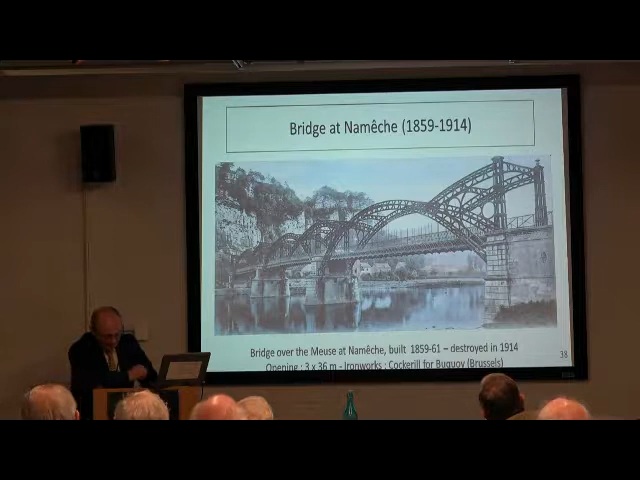 Bridge at Namêche (1859-1914)
Bridge over the Meuse at Namêche, built 1859-61 – destroyed in 1914
Opening : 3 x 36 m - Ironworks : Cockerill for Buquoy (Brussels)
38